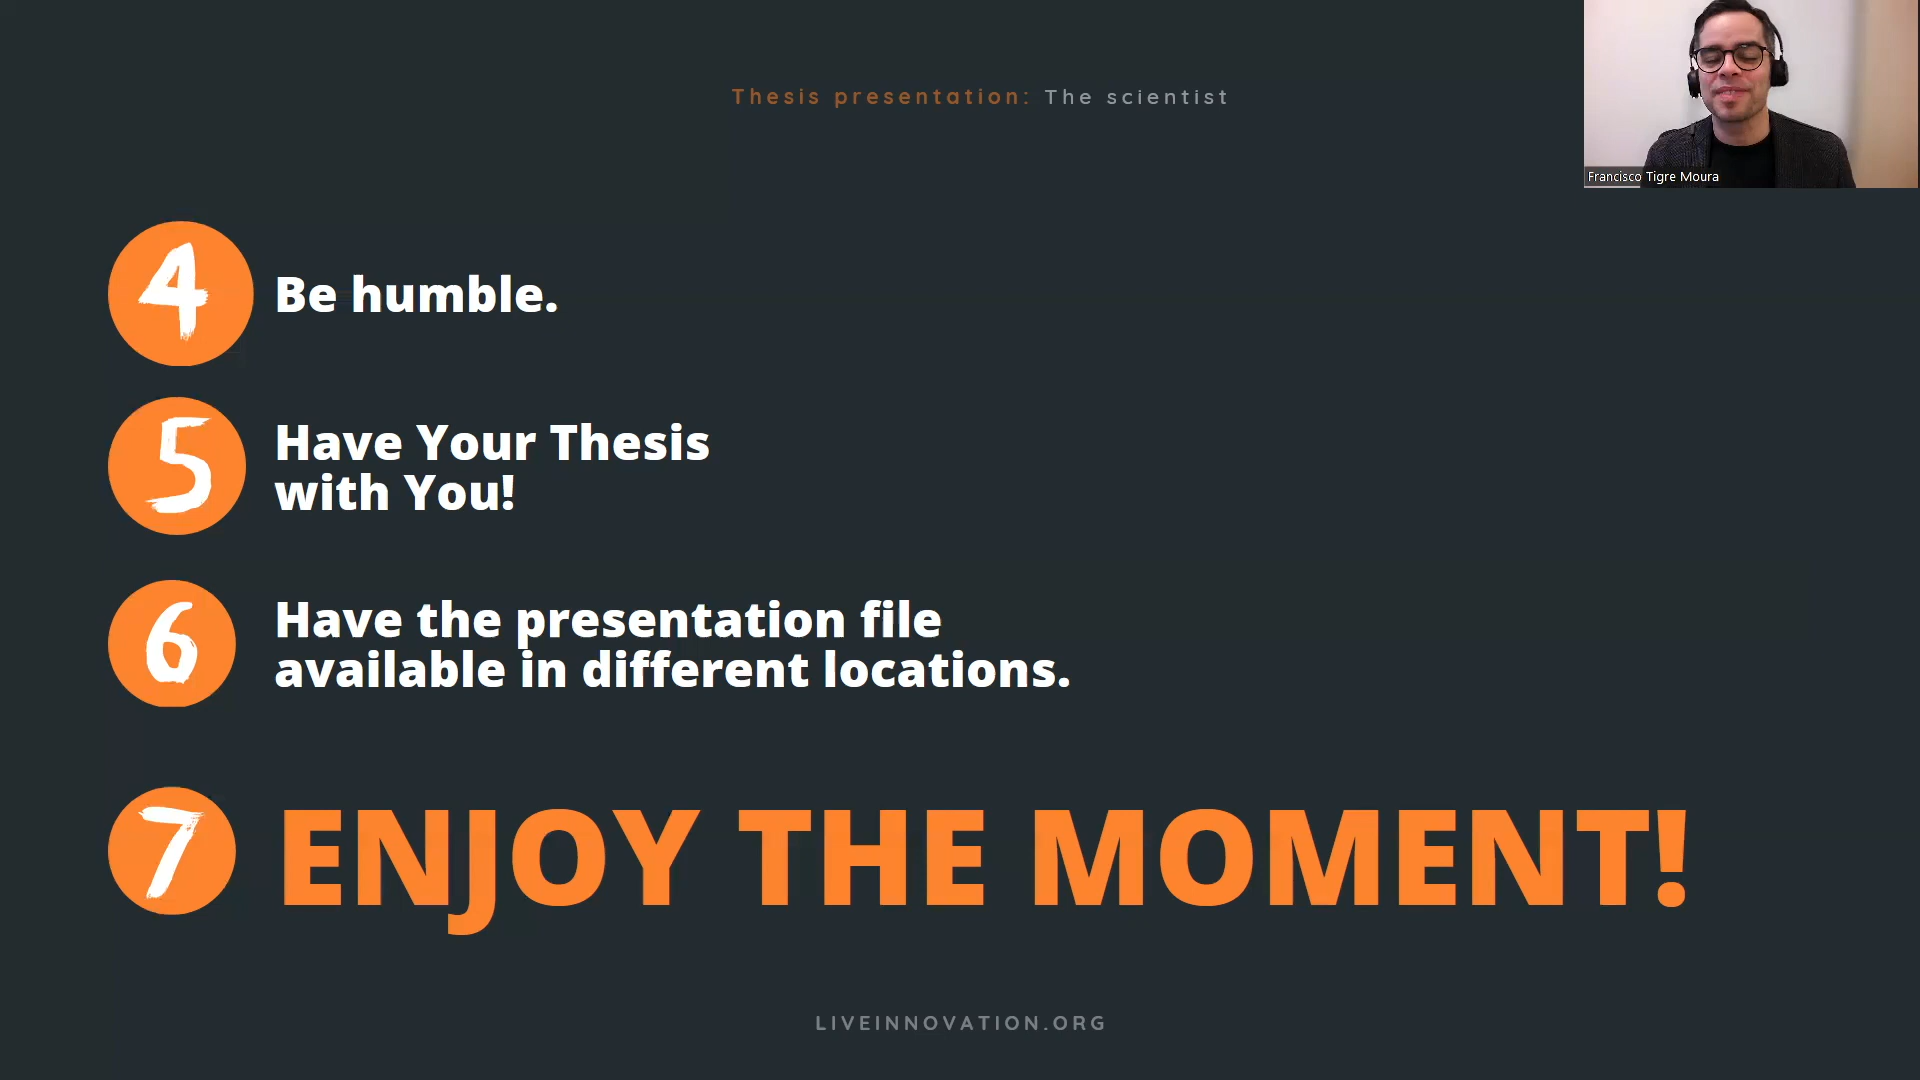 Thesis presentation: The scientist
Francisco Tigre Moura
4
Be humble.
5
Have Your Thesis
with You!
6
Have the presentation file
available in different locations.
7
ENJOY THE MOMENT!
LIVEINNOVATION.ORG